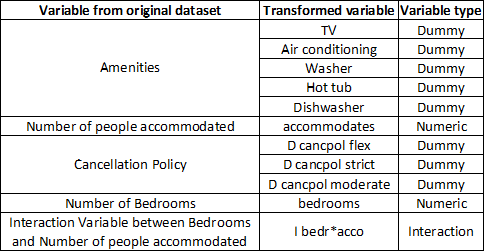 Variable from original dataset Transformed variable Variable type
Amenities
TV Dummy
Air conditioning Dummy
Washer Dummy
Hot tub Dummy
Dishwasher Dummy
Number of people accommodated accommodates Numeric
Cancellation Policy
D cancpol flex Dummy
D cancpol strict Dummy
D cancpol moderate Dummy
Number of Bedrooms bedrooms Numeric
Interaction Variable between Bedrooms
and Number of people accommodated
I bedr*acco Interaction